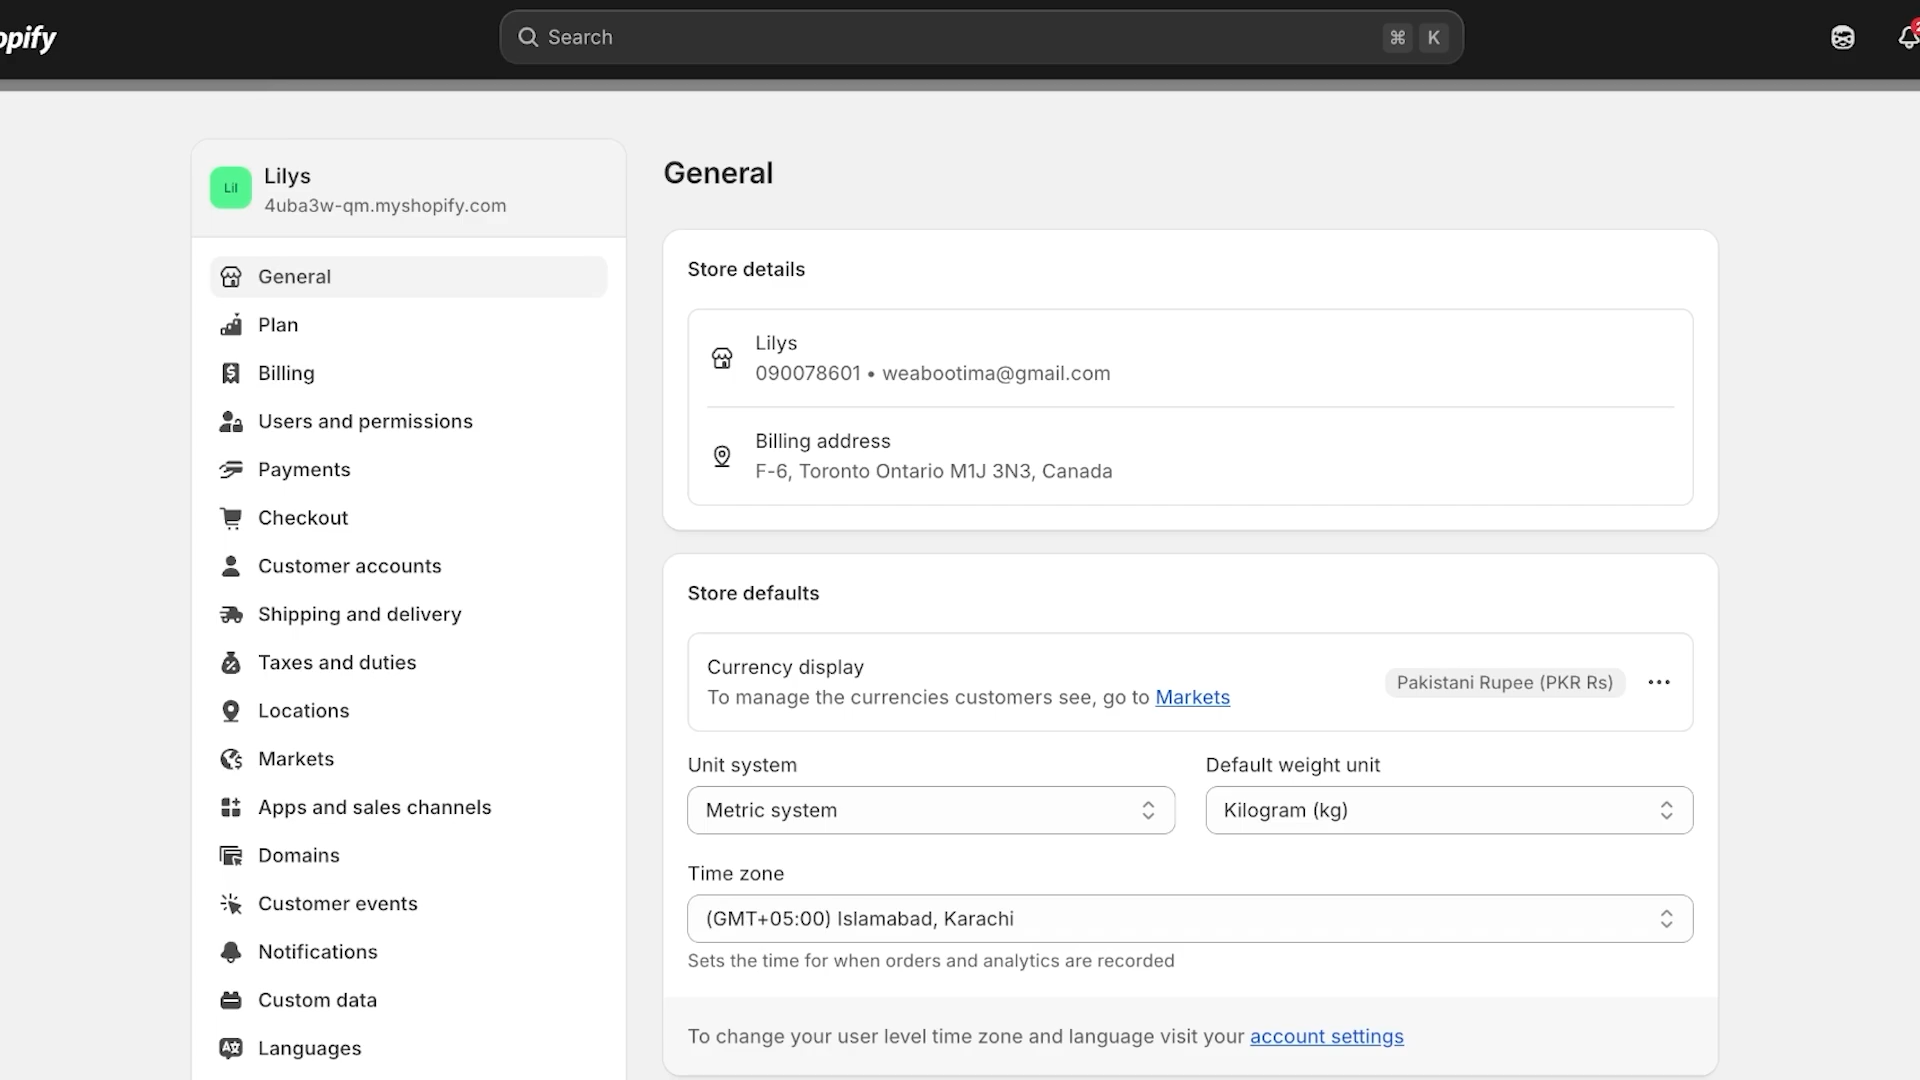 opify
Search
⌘ K
2
Lil
Lilys
4uba3w-qm.myshopify.com
General
Plan
Billing
Users and permissions
Payments
Checkout
Customer accounts
Shipping and delivery
Taxes and duties
Locations
Markets
Apps and sales channels
Domains
Customer events
Notifications
Custom data
Languages
General
Store details
Lilys
090078601 • weabootima@gmail.com
Billing address
F-6, Toronto Ontario M1J 3N3, Canada
Store defaults
Currency display
To manage the currencies customers see, go to Markets
Pakistani Rupee (PKR Rs)
Unit system
Default weight unit
Metric system
Kilogram (kg)
Time zone
(GMT+05:00) Islamabad, Karachi
Sets the time for when orders and analytics are recorded
To change your user level time zone and language visit your account settings